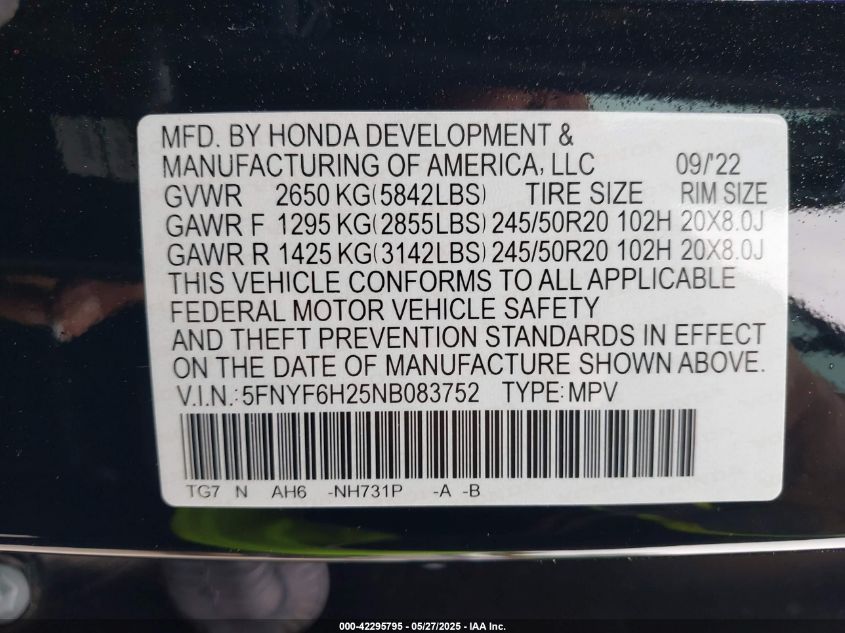 MFD. BY HONDA DEVELOPMENT &
MANUFACTURING OF AMERICA, LLC 09/'22
GVWR 2650 KG(5842LBS) TIRE SIZE RIM SIZE
GAWR F 1295 KG(2855LBS) 245/50R20 102H 20X8.0J
GAWR R 1425 KG(3142LBS) 245/50R20 102H 20X8.0J
THIS VEHICLE CONFORMS TO ALL APPLICABLE
FEDERAL MOTOR VEHICLE SAFETY
AND THEFT PREVENTION STANDARDS IN EFFECT
ON THE DATE OF MANUFACTURE SHOWN ABOVE.
V.I.N.:5FNYF6H25NB083752 TYPE:MPV
TG7 N AH6 -NH731P -A -B
000-42295795 - 05/27/2025 - IAA Inc.